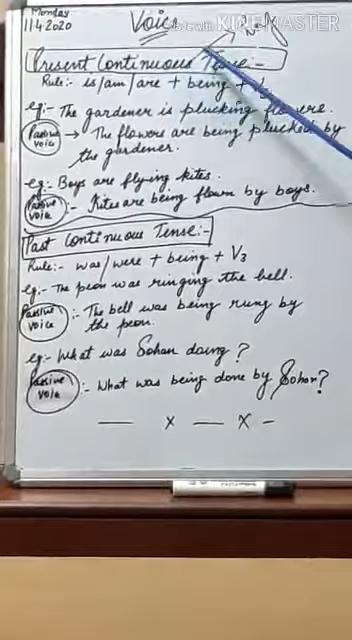 Monday
11.4.2020
Voice
Made with KINEMASTER
Present Continuous Tense:-
Rule:- is/am/are + being + V3
eg:- The gardener is plucking flowers.
Passive Voice → The flowers are being plucked by
the gardener.
eg:- Boys are flying kites.
Passive Voice :- Kites are being flown by boys.
Past Continuous Tense:-
Rule:- was/were + being + V3
eg:- The peon was ringing the bell.
Passive Voice :- The bell was being rung by
the peon.
eg:- What was Sohan doing?
Passive Voice :- What was being done by Sohan?
— x — x -